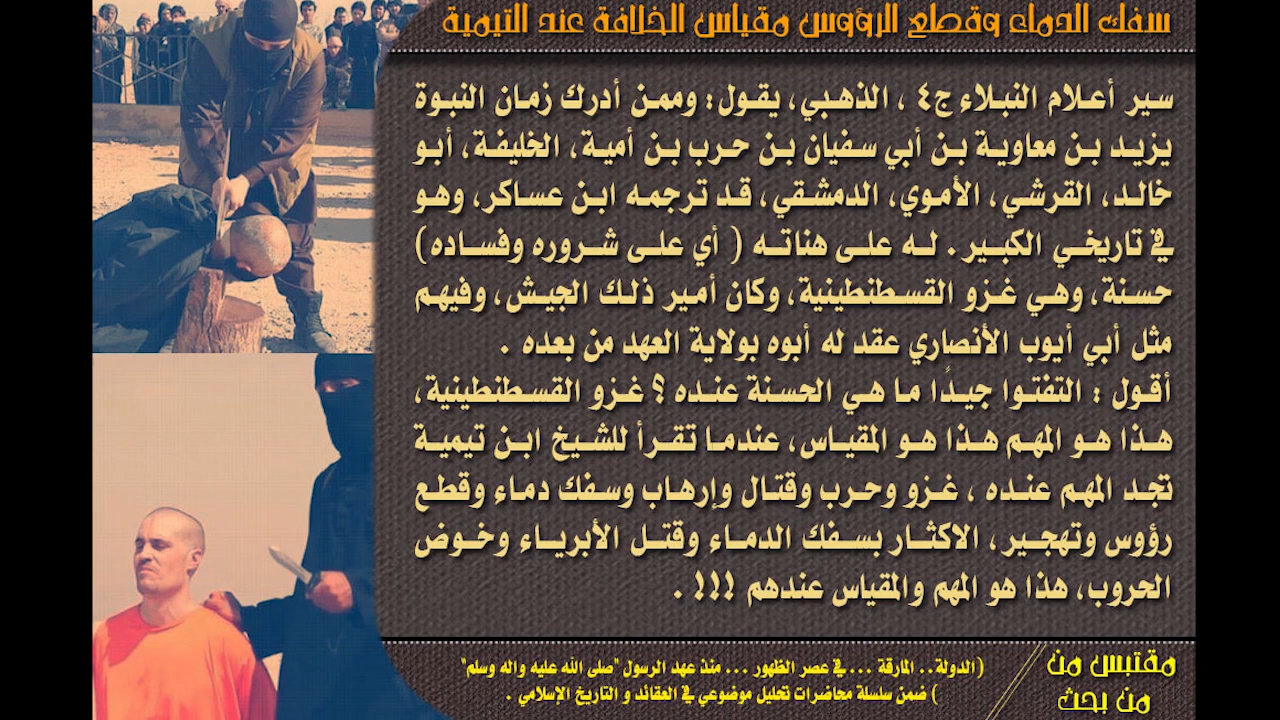 سفك الدماء وقطع الرؤوس مقياس الخلافة عند التيمية
سير أعلام النبلاء ج٤ ، الذهبي، يقول: وممن أدرك زمان النبوة
يزيد بن معاوية بن أبي سفيان بن حرب بن أمية، الخليفة، أبو
خالد، القرشي، الأموي، الدمشقي، قد ترجمه ابن عساكر، وهو
في تاريخي الكبير. له على هناته ( أي على شروره وفساده)
حسنة، وهي غزو القسطنطينية، وكان أمير ذلك الجيش، وفيهم
مثل أبي أيوب الأنصاري عقد له أبوه بولاية العهد من بعده .
أقول : التفتوا جيدًا ما هي الحسنة عنده ؟ غزو القسطنطينية،
هذا هو المهم هذا هو المقياس، عندما تقرأ للشيخ ابن تيمية
تجد المهم عنده ، غزو وحرب وقتال وإرهاب وسفك دماء وقطع
رؤوس وتهجير، الاكثار بسفك الدماء وقتل الأبرياء وخوض
الحروب، هذا هو المهم والمقياس عندهم !!! .
مقتبس من
من بحث
(الدولة.. المارقة ...في عصر الظهور ... منذ عهد الرسول "صلى الله عليه واله وسلم"
) ضمن سلسلة محاضرات تحليل موضوعي في العقائد و التاريخ الإسلامي .